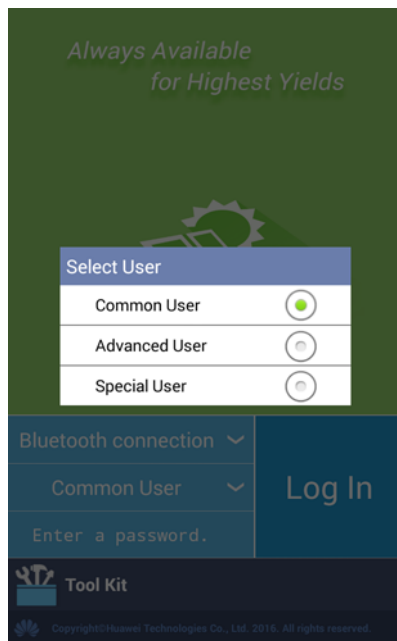 Always Available
for Highest Yields
Select User
Common User
Advanced User
Special User
Bluetooth connection
Common User
Log In
Enter a password.
Tool Kit
Copyright©Huawei Technologies Co., Ltd. 2016. All rights reserved.